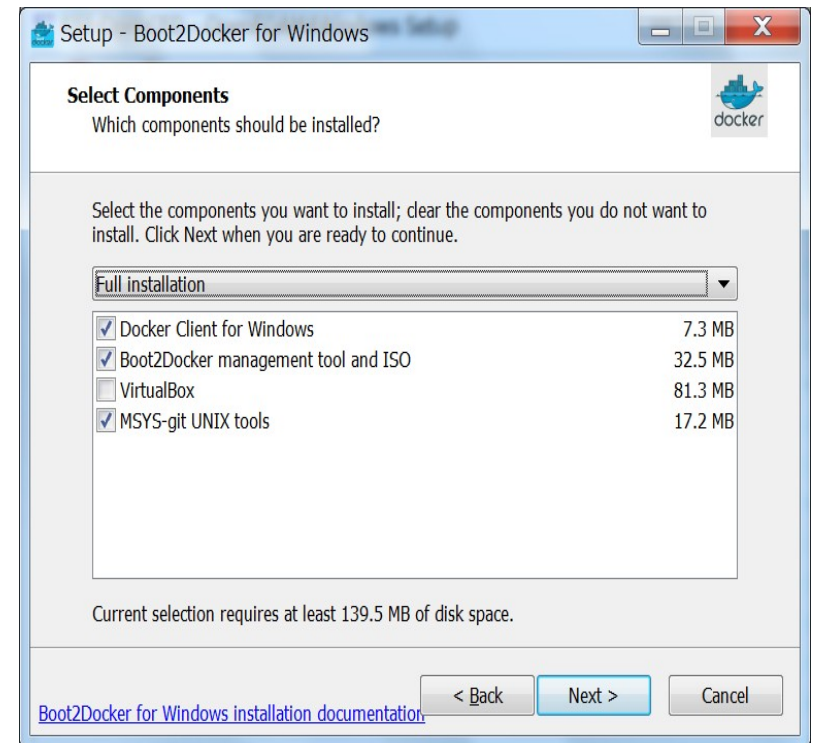 Setup - Boot2Docker for Windows
Select Components
Which components should be installed?
docker
Select the components you want to install; clear the components you do not want to
install. Click Next when you are ready to continue.
Full installation
Docker Client for Windows 7.3 MB
Boot2Docker management tool and ISO 32.5 MB
VirtualBox 81.3 MB
MSYS-git UNIX tools 17.2 MB
Current selection requires at least 139.5 MB of disk space.
< Back Next > Cancel
Boot2Docker for Windows installation documentation